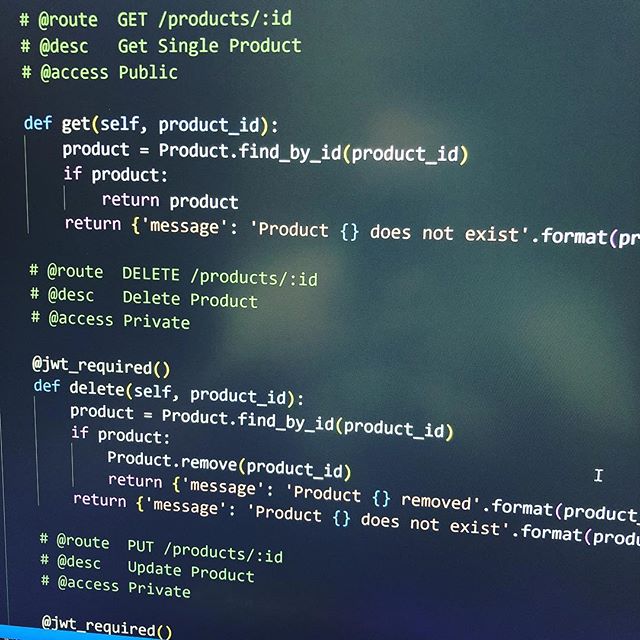 # @route  GET /products/:id
# @desc   Get Single Product
# @access Public
def get(self, product_id):
    product = Product.find_by_id(product_id)
    if product:
        return product
    return {'message': 'Product {} does not exist'.format(pr
# @route  DELETE /products/:id
# @desc   Delete Product
# @access Private
@jwt_required()
def delete(self, product_id):
    product = Product.find_by_id(product_id)
    if product:
        Product.remove(product_id)
        return {'message': 'Product {} removed'.format(product_
    return {'message': 'Product {} does not exist'.format(produ
# @route  PUT /products/:id
# @desc   Update Product
# @access Private
@jwt_required()